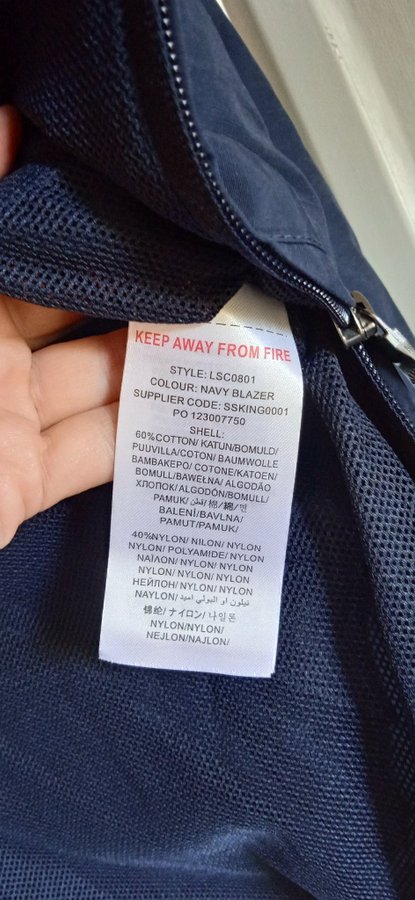 KEEP AWAY FROM FIRE
STYLE: LSC0801
COLOUR: NAVY BLAZER
SUPPLIER CODE: SSKING0001
PO 123007750
SHELL:
60%COTTON/ KATUN/BOMULD/
PUUVILLA/COTON/ BAUMWOLLE
BAMBAKEPO/ COTONE/KATOEN/
BOMULL/BAWEŁNA/ ALGODÃO
ХЛОПОК/ ALGODÓN/BOMULL/
PAMUK/ قطن/ 棉/ 綿/ 면
BALENÍ/BAVLNA/
PAMUT/PAMUK/
40%NYLON/ NILON/ NYLON
NYLON/ POLYAMIDE/ NYLON
ΝΑΪΛΟΝ/ NYLON/ NYLON
NYLON/ NYLON/ NYLON
НЕЙЛОН/ NYLON/ NYLON
NAYLON/ نيلون او البولي اميد/
锦纶/ ナイロン/ 나일론
NYLON/NYLON/
NEJLON/NAJLON/